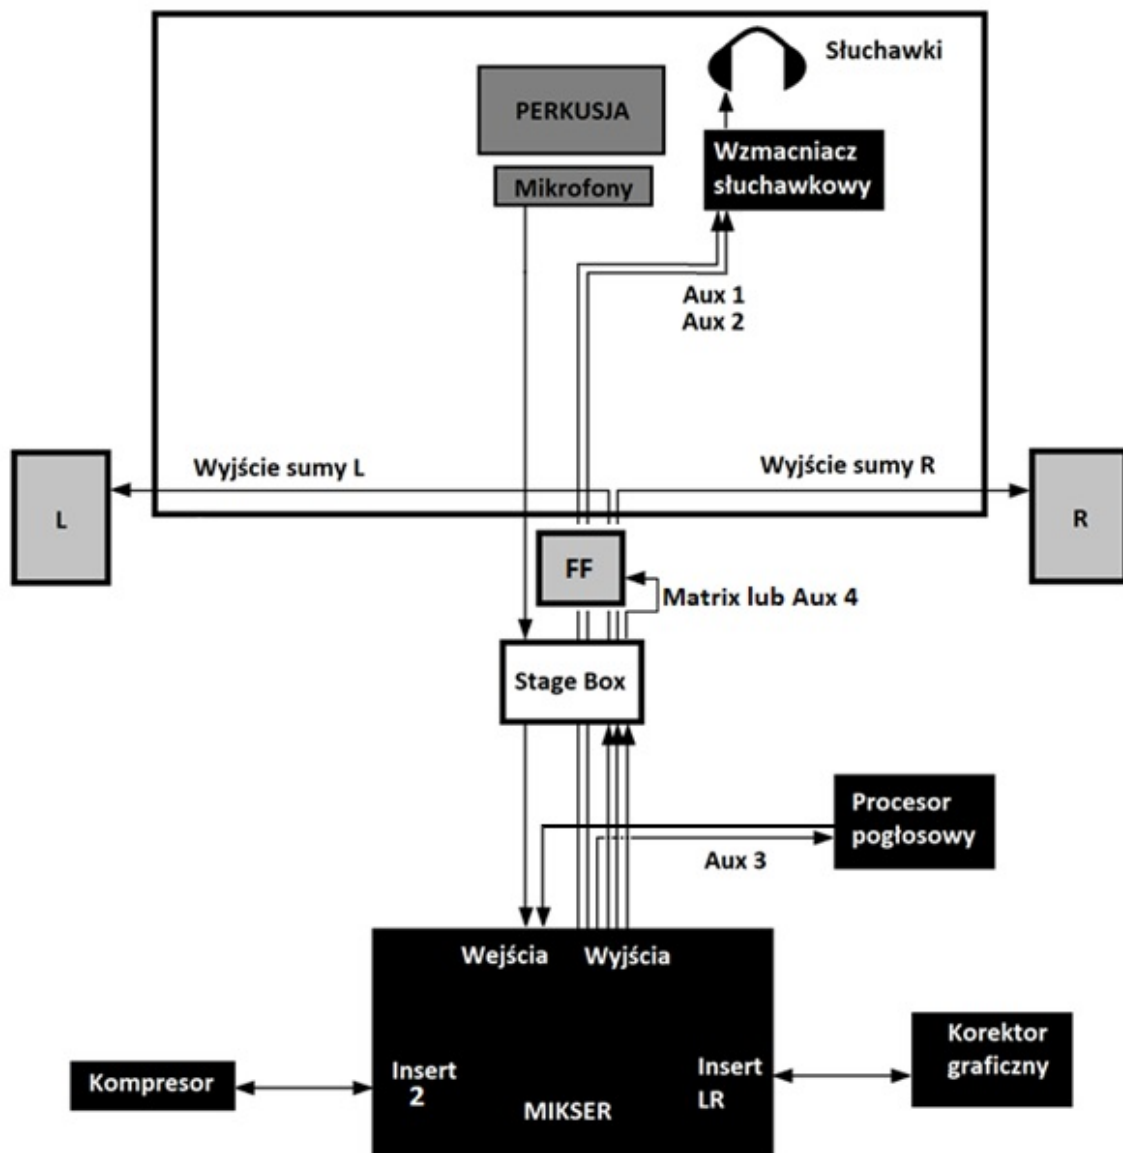 Słuchawki
PERKUSJA
Mikrofony
Wzmacniacz
słuchawkowy
Aux 1
Aux 2
Wyjście sumy L
Wyjście sumy R
L
R
FF
Matrix lub Aux 4
Stage Box
Procesor
pogłosowy
Aux 3
Wejścia
Wyjścia
Kompresor
Insert
2
MIKSER
Insert
LR
Korektor
graficzny